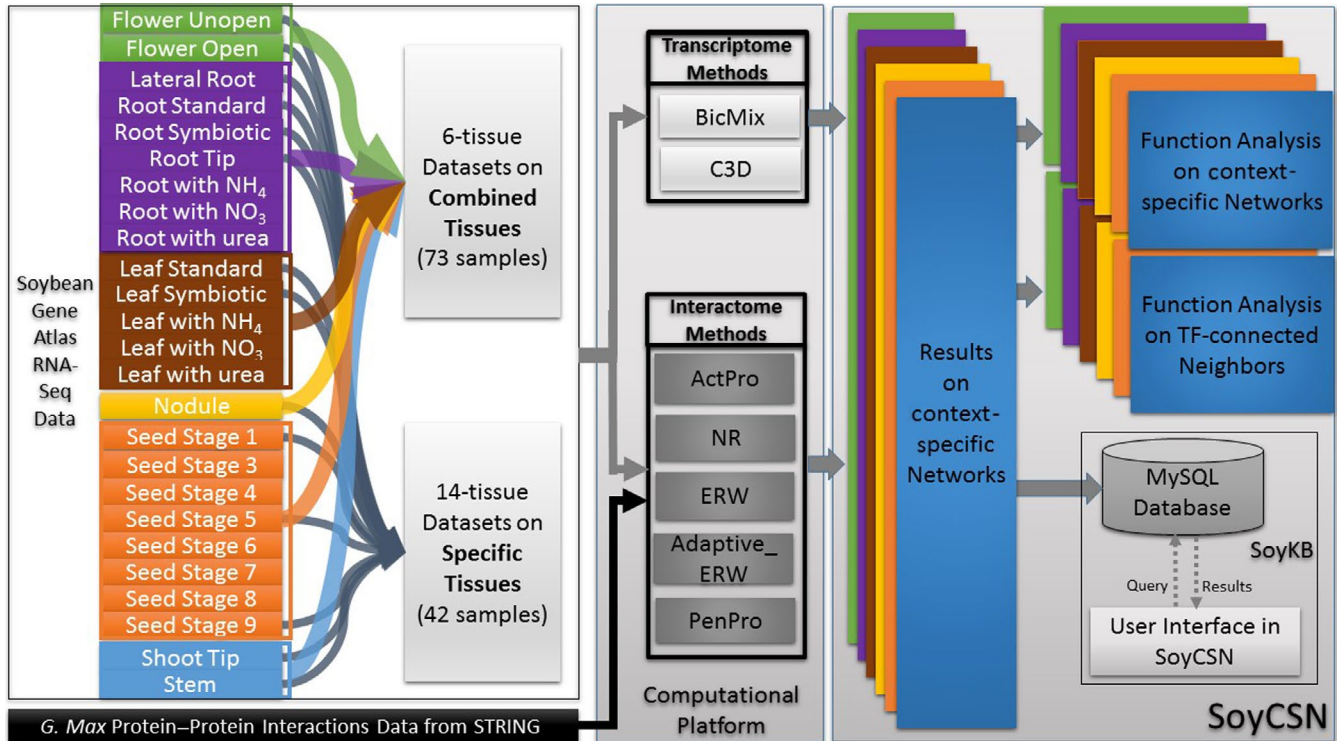 Soybean
Gene
Atlas
RNA-
Seq
Data
Flower Unopen
Flower Open
Lateral Root
Root Standard
Root Symbiotic
Root Tip
Root with NH4
Root with NO3
Root with urea
Leaf Standard
Leaf Symbiotic
Leaf with NH4
Leaf with NO3
Leaf with urea
Nodule
Seed Stage 1
Seed Stage 3
Seed Stage 4
Seed Stage 5
Seed Stage 6
Seed Stage 7
Seed Stage 8
Seed Stage 9
Shoot Tip
Stem
6-tissue
Datasets on
Combined
Tissues
(73 samples)
14-tissue
Datasets on
Specific
Tissues
(42 samples)
G. Max Protein–Protein Interactions Data from STRING
Transcriptome
Methods
BicMix
C3D
Interactome
Methods
ActPro
NR
ERW
Adaptive_
ERW
PenPro
Computational
Platform
Results
on
context-
specific
Networks
Function Analysis
on context-
specific Networks
Function Analysis
on TF-connected
Neighbors
MySQL
Database
SoyKB
Query
Results
User Interface in
SoyCSN
SoyCSN